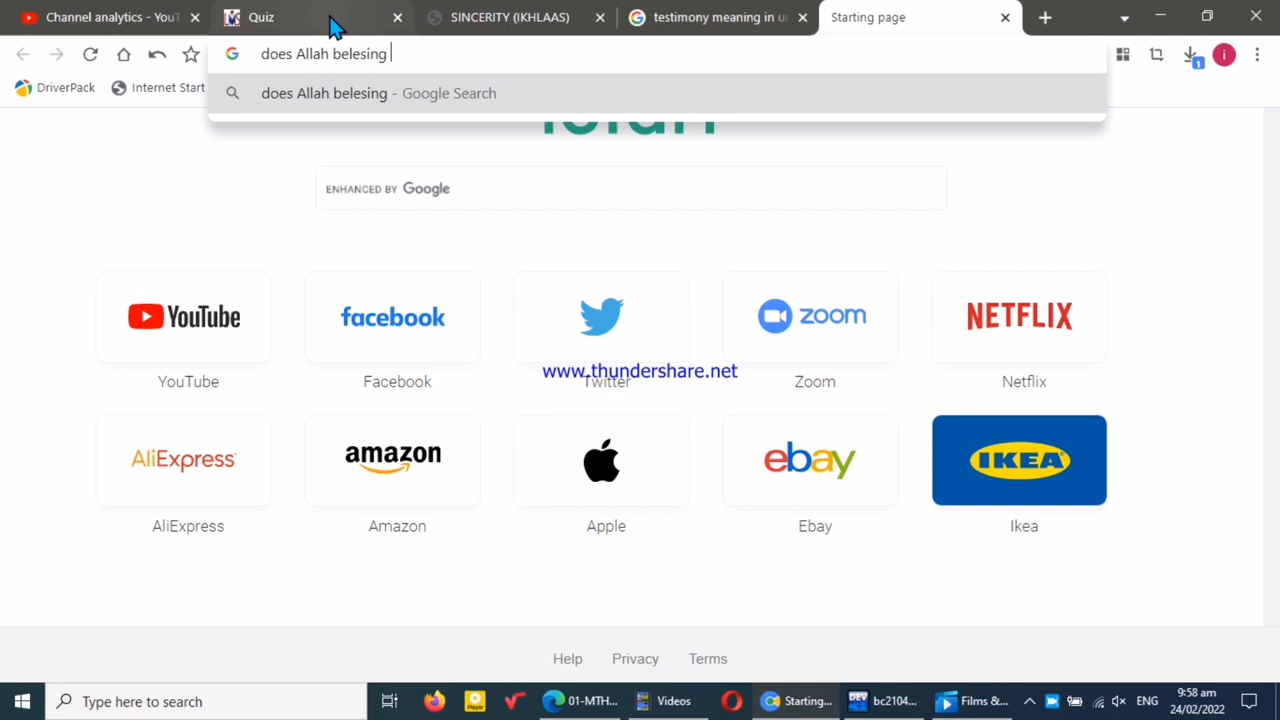 Channel analytics - YouT
Quiz
SINCERITY (IKHLAAS)
testimony meaning in ur
Starting page
does Allah belesing
DriverPack
Internet Start
does Allah belesing - Google Search
ENHANCED BY Google
YouTube
facebook
zoom
NETFLIX
www.thundershare.net
YouTube
Facebook
Twitter
Zoom
Netflix
AliExpress
amazon
ebay
IKEA
AliExpress
Amazon
Apple
Ebay
Ikea
Help
Privacy
Terms
Type here to search
01-MTH...
Videos
Starting...
DEV
bc2104...
Films &...
ENG
9:58 am
24/02/2022